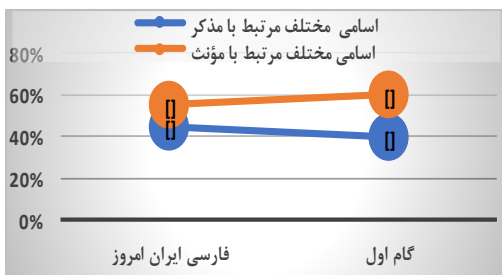 اسامی مختلف مرتبط با مذکر
اسامی مختلف مرتبط با مؤنث
80%
60%
40%
20%
0%
[]
[]
[]
[]
فارسی ایران امروز
گام اول